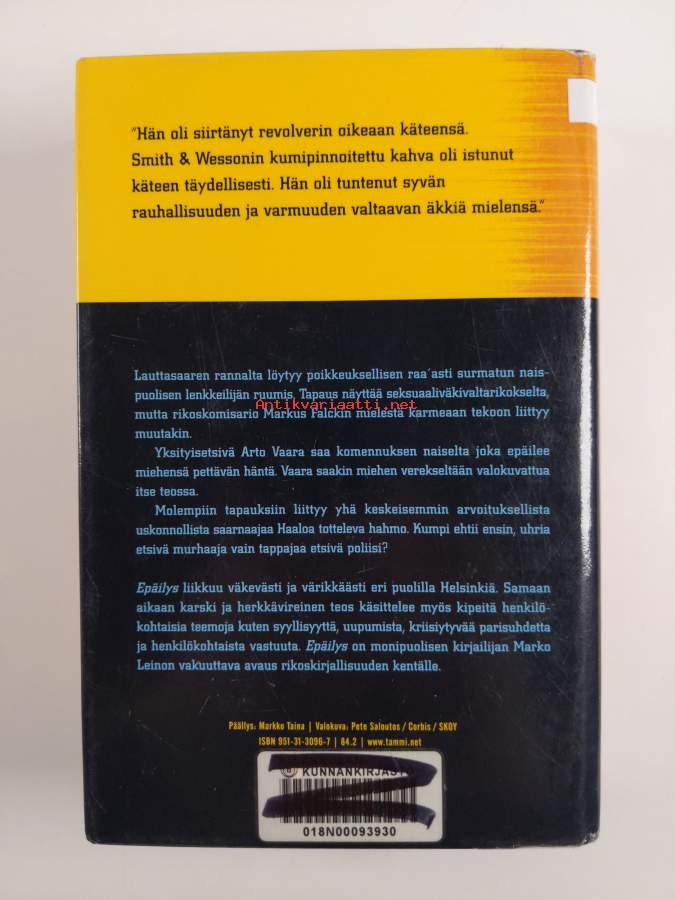 "Hän oli siirtänyt revolverin oikeaan käteensä.
Smith & Wessonin kumipinnoitettu kahva oli istunut
käteen täydellisesti. Hän oli tuntenut syvän
rauhallisuuden ja varmuuden valtaavan äkkiä mielensä."
Lauttasaaren rannalta löytyy poikkeuksellisen raa´asti surmatun nais-
puolisen lenkkeilijän ruumis. Tapaus näyttää seksuaaliväkivaltarikokselta,
Antikvariaatti.net
mutta rikoskomisario Markus Falckin mielestä karmeaan tekoon liittyy
muutakin.
Yksityisetsivä Arto Vaara saa komennuksen naiselta joka epäilee
miehensä pettävän häntä. Vaara saakin miehen verekseltään valokuvattua
itse teossa.
Molempiin tapauksiin liittyy yhä keskeisemmin arvoituksellista
uskonnollista saarnaajaa Haaloa totteleva hahmo. Kumpi ehtii ensin, uhria
etsivä murhaaja vain tappajaa etsivä poliisi?
Epäilys liikkuu väkevästi ja värikkäästi eri puolilla Helsinkiä. Samaan
aikaan karski ja herkkävireinen teos käsittelee myös kipeitä henkilö-
kohtaisia teemoja kuten syyllisyyttä, uupumista, kriisiytyvää parisuhdetta
ja henkilökohtaista vastuuta. Epäilys on monipuolisen kirjailijan Marko
Leinon vakuuttava avaus rikoskirjallisuuden kentälle.
Päällys: Markko Taina | Valokuva: Pete Saloutos / Corbis / SKOY
ISBN 951-31-3096-7 | 84.2 | www.tammi.net
KUNNANKIRJAS
018N00093930